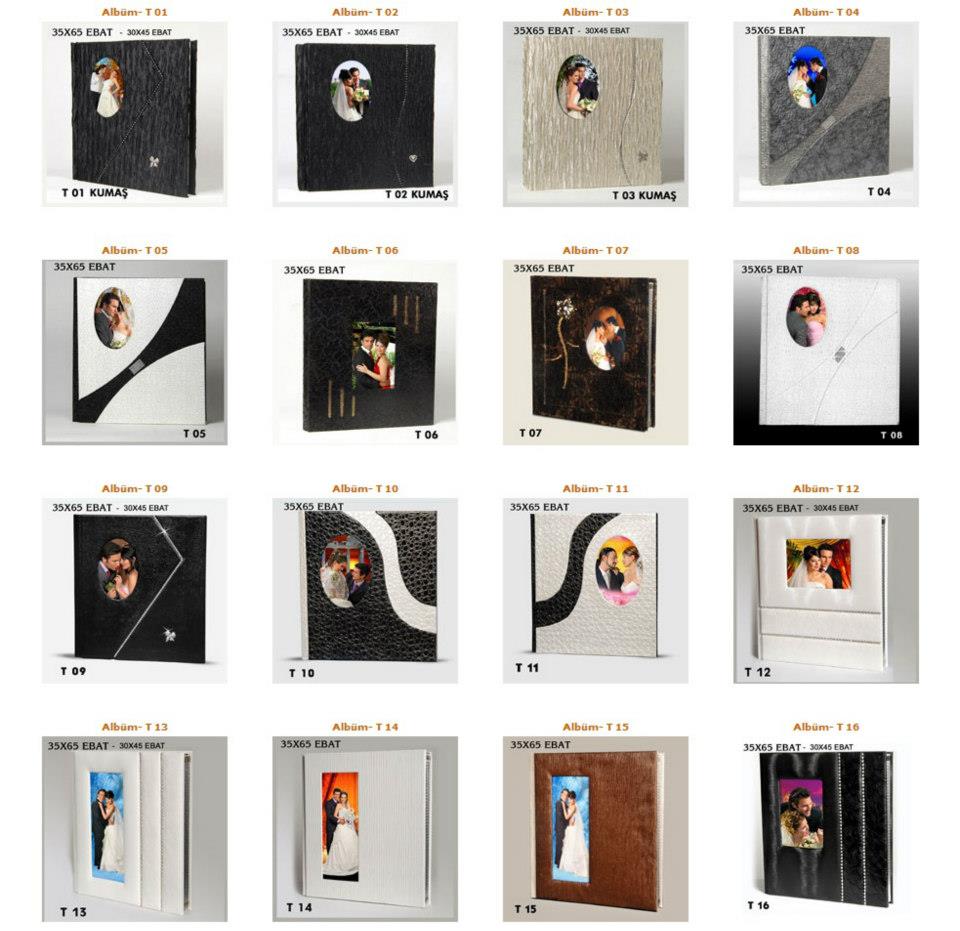 Albüm- T 01
35X65 EBAT - 30X45 EBAT
T 01 KUMAŞ
Albüm- T 02
35X65 EBAT - 30X45 EBAT
T 02 KUMAŞ
Albüm- T 03
35X65 EBAT - 30X45 EBAT
T 03 KUMAŞ
Albüm- T 04
35X65 EBAT
T 04
Albüm- T 05
35X65 EBAT
T 05
Albüm- T 06
35X65 EBAT
T 06
Albüm- T 07
35X65 EBAT
T 07
Albüm- T 08
35X65 EBAT
T 08
Albüm- T 09
35X65 EBAT - 30X45 EBAT
T 09
Albüm- T 10
35X65 EBAT
T 10
Albüm- T 11
35X65 EBAT
T 11
Albüm- T 12
35X65 EBAT - 30X45 EBAT
T 12
Albüm- T 13
35X65 EBAT - 30X45 EBAT
T 13
Albüm- T 14
35X65 EBAT
T 14
Albüm- T 15
35X65 EBAT
T 15
Albüm- T 16
35X65 EBAT- 30X45 EBAT
T 16